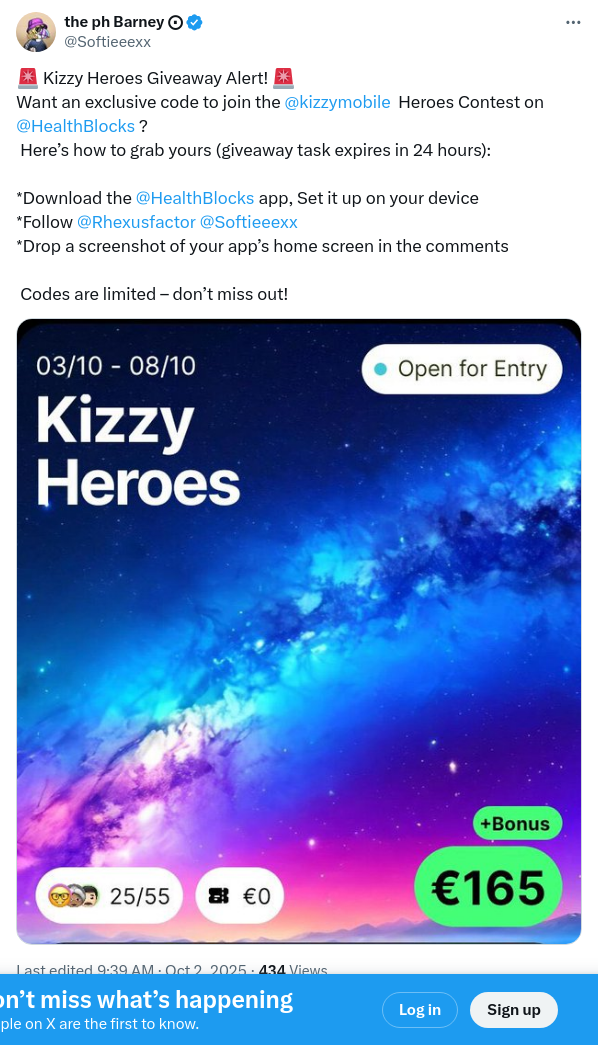 the ph Barney
@Softieeexx
🚨 Kizzy Heroes Giveaway Alert! 🚨
Want an exclusive code to join the @kizzymobile Heroes Contest on
@HealthBlocks ?
Here’s how to grab yours (giveaway task expires in 24 hours):
*Download the @HealthBlocks app, Set it up on your device
*Follow @Rhexusfactor @Softieeexx
*Drop a screenshot of your app’s home screen in the comments
Codes are limited – don’t miss out!
03/10 - 08/10
Open for Entry
Kizzy
Heroes
+Bonus
25/55
€0
€165
Last edited 9:39 AM · Oct 2, 2025 · 434 Views
on’t miss what’s happening
ple on X are the first to know.
Log in
Sign up